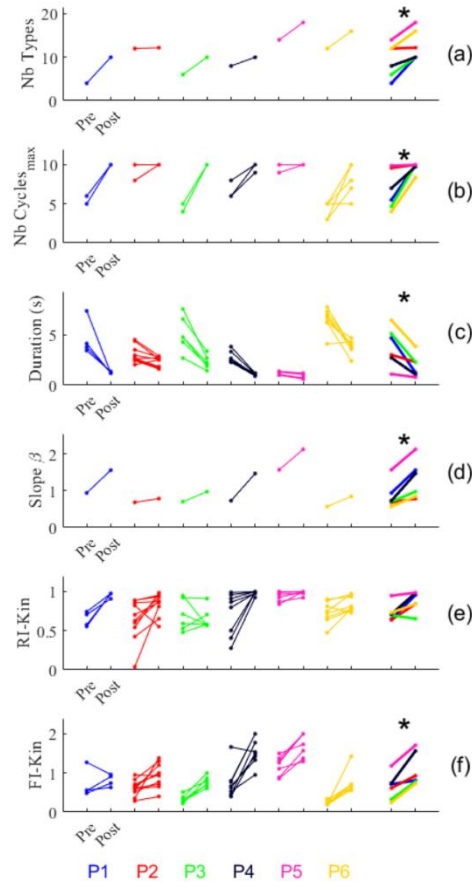 *
20
10
0
Nb Types
Pre Post
(a)
*
10
5
0
Nb Cycles max
Pre Post
(b)
*
5
0
Duration (s)
Pre Post
(c)
*
2
1
0
Slope β
Pre Post
(d)
1
0.5
0
RI-Kin
Pre Post
(e)
*
2
1
0
FI-Kin
Pre Post
(f)
P1 P2 P3 P4 P5 P6